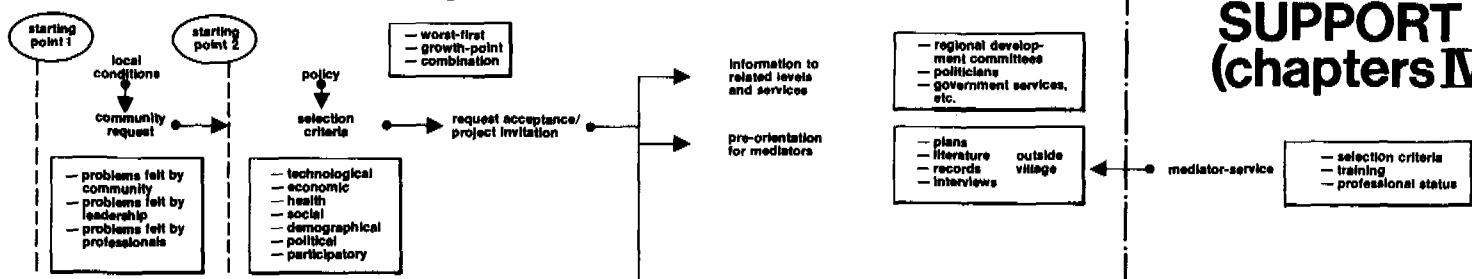 starting
point 1
local
conditions
community
request
— problems felt by
community
— problems felt by
leadership
— problems felt by
professionals
starting
point 2
policy
selection
criteria
— technological
— economic
— health
— social
— demographical
— political
— participatory
— worst-first
— growth-point
— combination
request acceptance/
project invitation
information to
related levels
and services
pre-orientation
for mediators
— regional develop-
ment committees
— politicians
— government services,
etc.
— plans
— literature outside
— records village
— interviews
mediator-service
— selection criteria
— training
— professional status
SUPPORT
(chapters IV